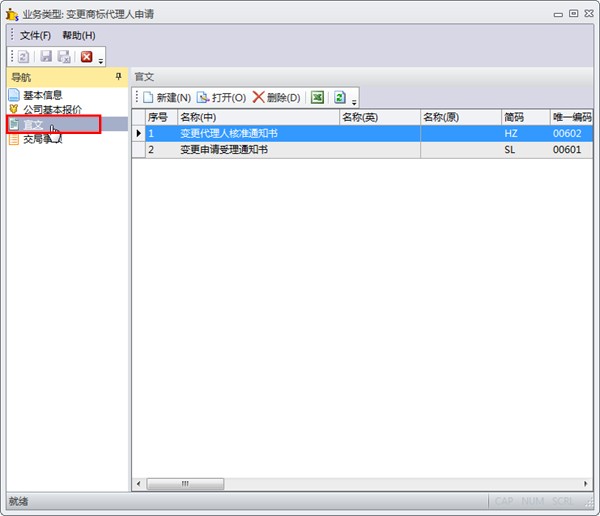 业务类型: 变更商标代理人申请
文件(F) 帮助(H)
导航
基本信息
公司基本报价
官文
交局事项
官文
新建(N) 打开(O) 删除(D)
序号 名称(中) 名称(英) 名称(原) 简码 唯一编码
1 变更代理人核准通知书 HZ 00602
2 变更申请受理通知书 SL 00601
就绪 CAP NUM SCRL